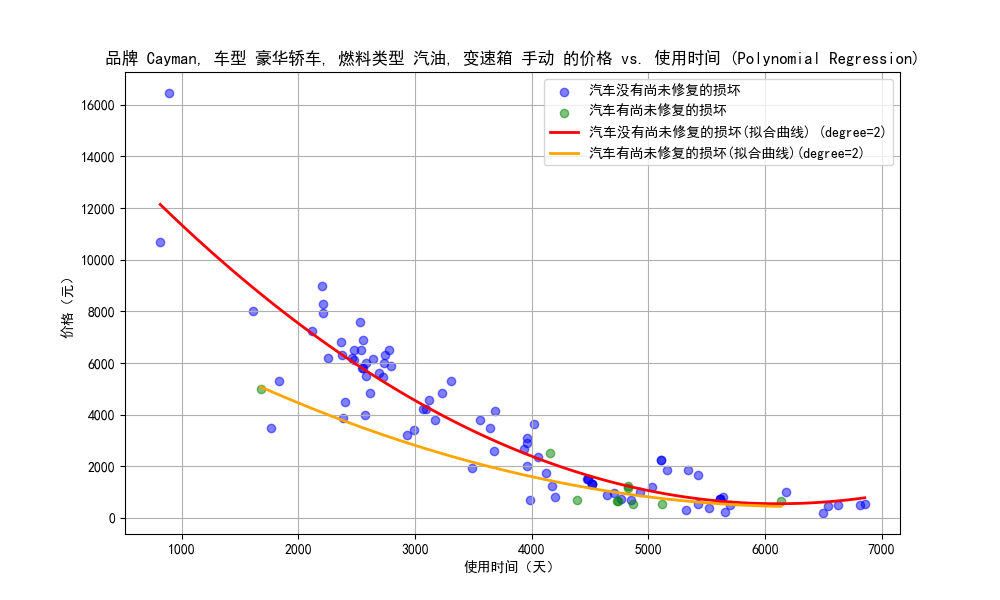 品牌 Cayman, 车型 豪华轿车, 燃料类型 汽油, 变速箱 手动 的价格 vs. 使用时间 (Polynomial Regression)
汽车没有尚未修复的损坏
汽车有尚未修复的损坏
汽车没有尚未修复的损坏(拟合曲线) (degree=2)
汽车有尚未修复的损坏(拟合曲线)(degree=2)
价格（元）
16000
14000
12000
10000
8000
6000
4000
2000
0
1000 2000 3000 4000 5000 6000 7000
使用时间（天）